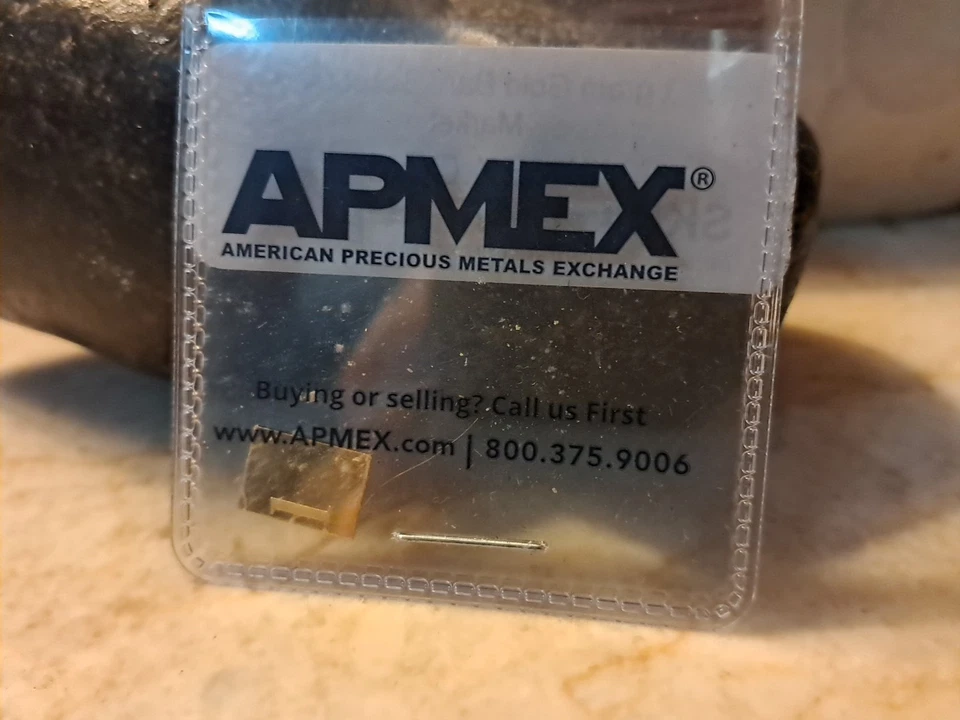 APMEX®
AMERICAN PRECIOUS METALS EXCHANGE
Buying or selling? Call us First
www.APMEX.com | 800.375.9006